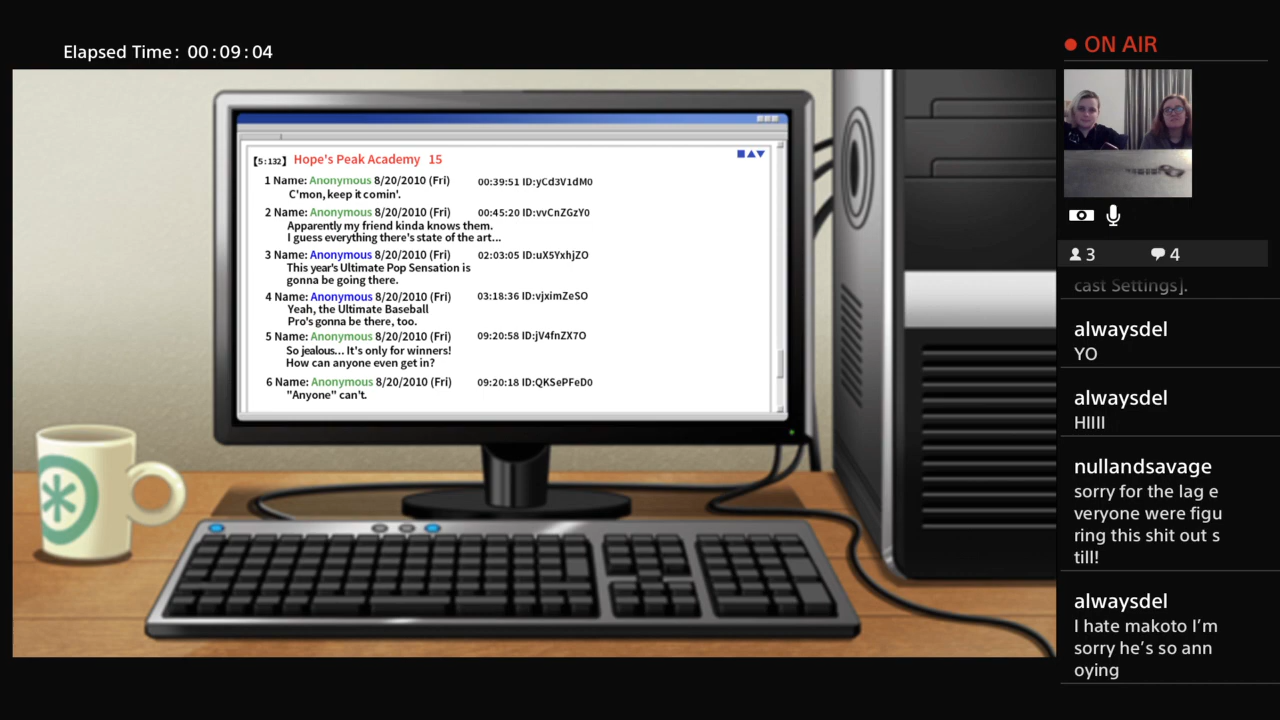 Elapsed Time: 00:09:04
ON AIR
【5:132】 Hope's Peak Academy 15
1 Name: Anonymous 8/20/2010 (Fri) 00:39:51 ID:yCd3V1dM0
C'mon, keep it comin'.
2 Name: Anonymous 8/20/2010 (Fri) 00:45:20 ID:vvCnZGzY0
Apparently my friend kinda knows them.
I guess everything there's state of the art...
3 Name: Anonymous 8/20/2010 (Fri) 02:03:05 ID:uX5YxhjZO
This year's Ultimate Pop Sensation is
gonna be going there.
4 Name: Anonymous 8/20/2010 (Fri) 03:18:36 ID:vjximZeSO
Yeah, the Ultimate Baseball
Pro's gonna be there, too.
5 Name: Anonymous 8/20/2010 (Fri) 09:20:58 ID:jV4fnZX7O
So jealous... It's only for winners!
How can anyone even get in?
6 Name: Anonymous 8/20/2010 (Fri) 09:20:18 ID:QKSePFeD0
"Anyone" can't.
3 4
cast Settings].
alwaysdel
YO
alwaysdel
HIIII
nullandsavage
sorry for the lag e
veryone were figu
ring this shit out s
till!
alwaysdel
I hate makoto I'm
sorry he's so ann
oying